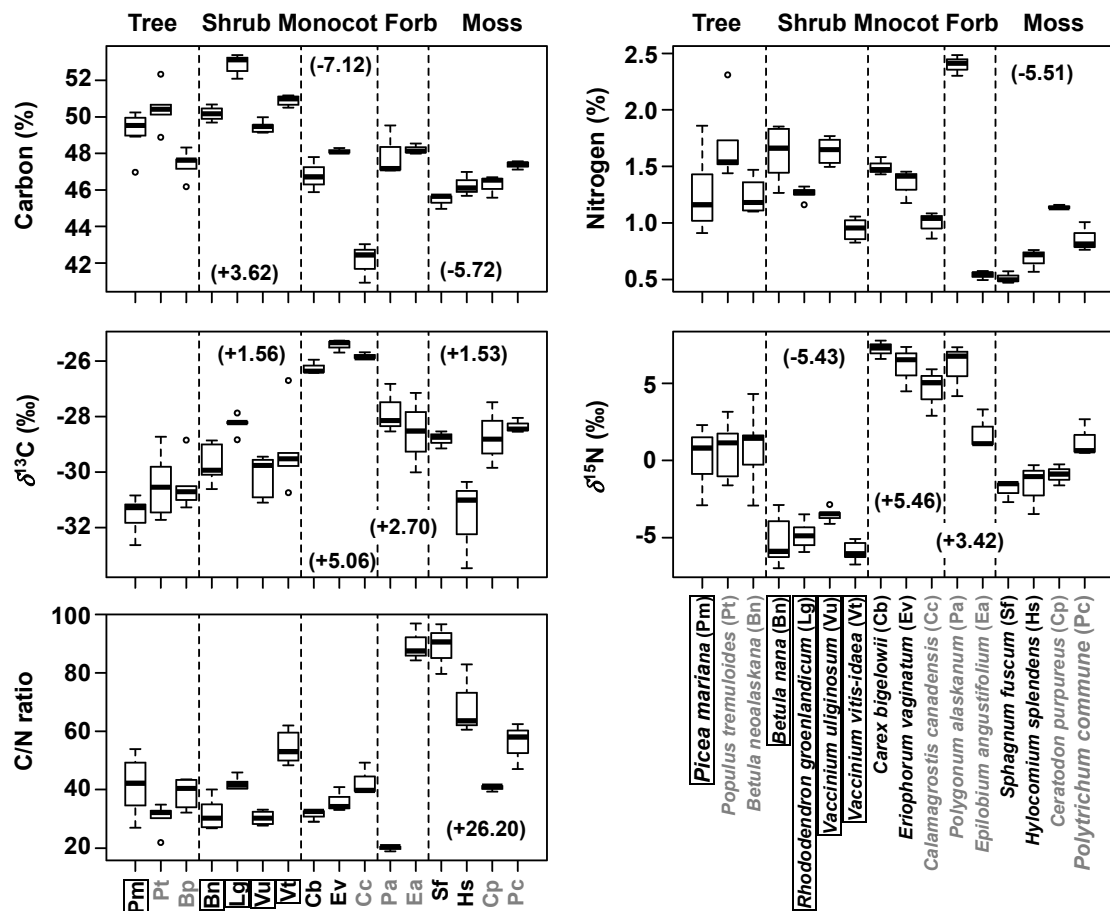 Tree Shrub Monocot Forb Moss
Carbon (%)
52
50
48
46
44
42
(-7.12)
(+3.62)
(-5.72)
δ¹³C (‰)
-26
-28
-30
-32
(+1.56)
(+1.53)
(+2.70)
(+5.06)
C/N ratio
100
80
60
40
20
(+26.20)
Pm
Pt
Bp
Bn
Lg
Vu
Vt
Cb
Ev
Cc
Pa
Ea
Sf
Hs
Cp
Pc
Tree Shrub Mnocot Forb Moss
Nitrogen (%)
2.5
2.0
1.5
1.0
0.5
(-5.51)
δ¹⁵N (‰)
5
0
-5
(-5.43)
(+5.46)
(+3.42)
Picea mariana (Pm)
Populus tremuloides (Pt)
Betula neoalaskana (Bn)
Betula nana (Bn)
Rhododendron groenlandicum (Lg)
Vaccinium uliginosum (Vu)
Vaccinium vitis-idaea (Vt)
Carex bigelowii (Cb)
Eriophorum vaginatum (Ev)
Calamagrostis canadensis (Cc)
Polygonum alaskanum (Pa)
Epilobium angustifolium (Ea)
Sphagnum fuscum (Sf)
Hylocomium splendens (Hs)
Ceratodon purpureus (Cp)
Polytrichum commune (Pc)